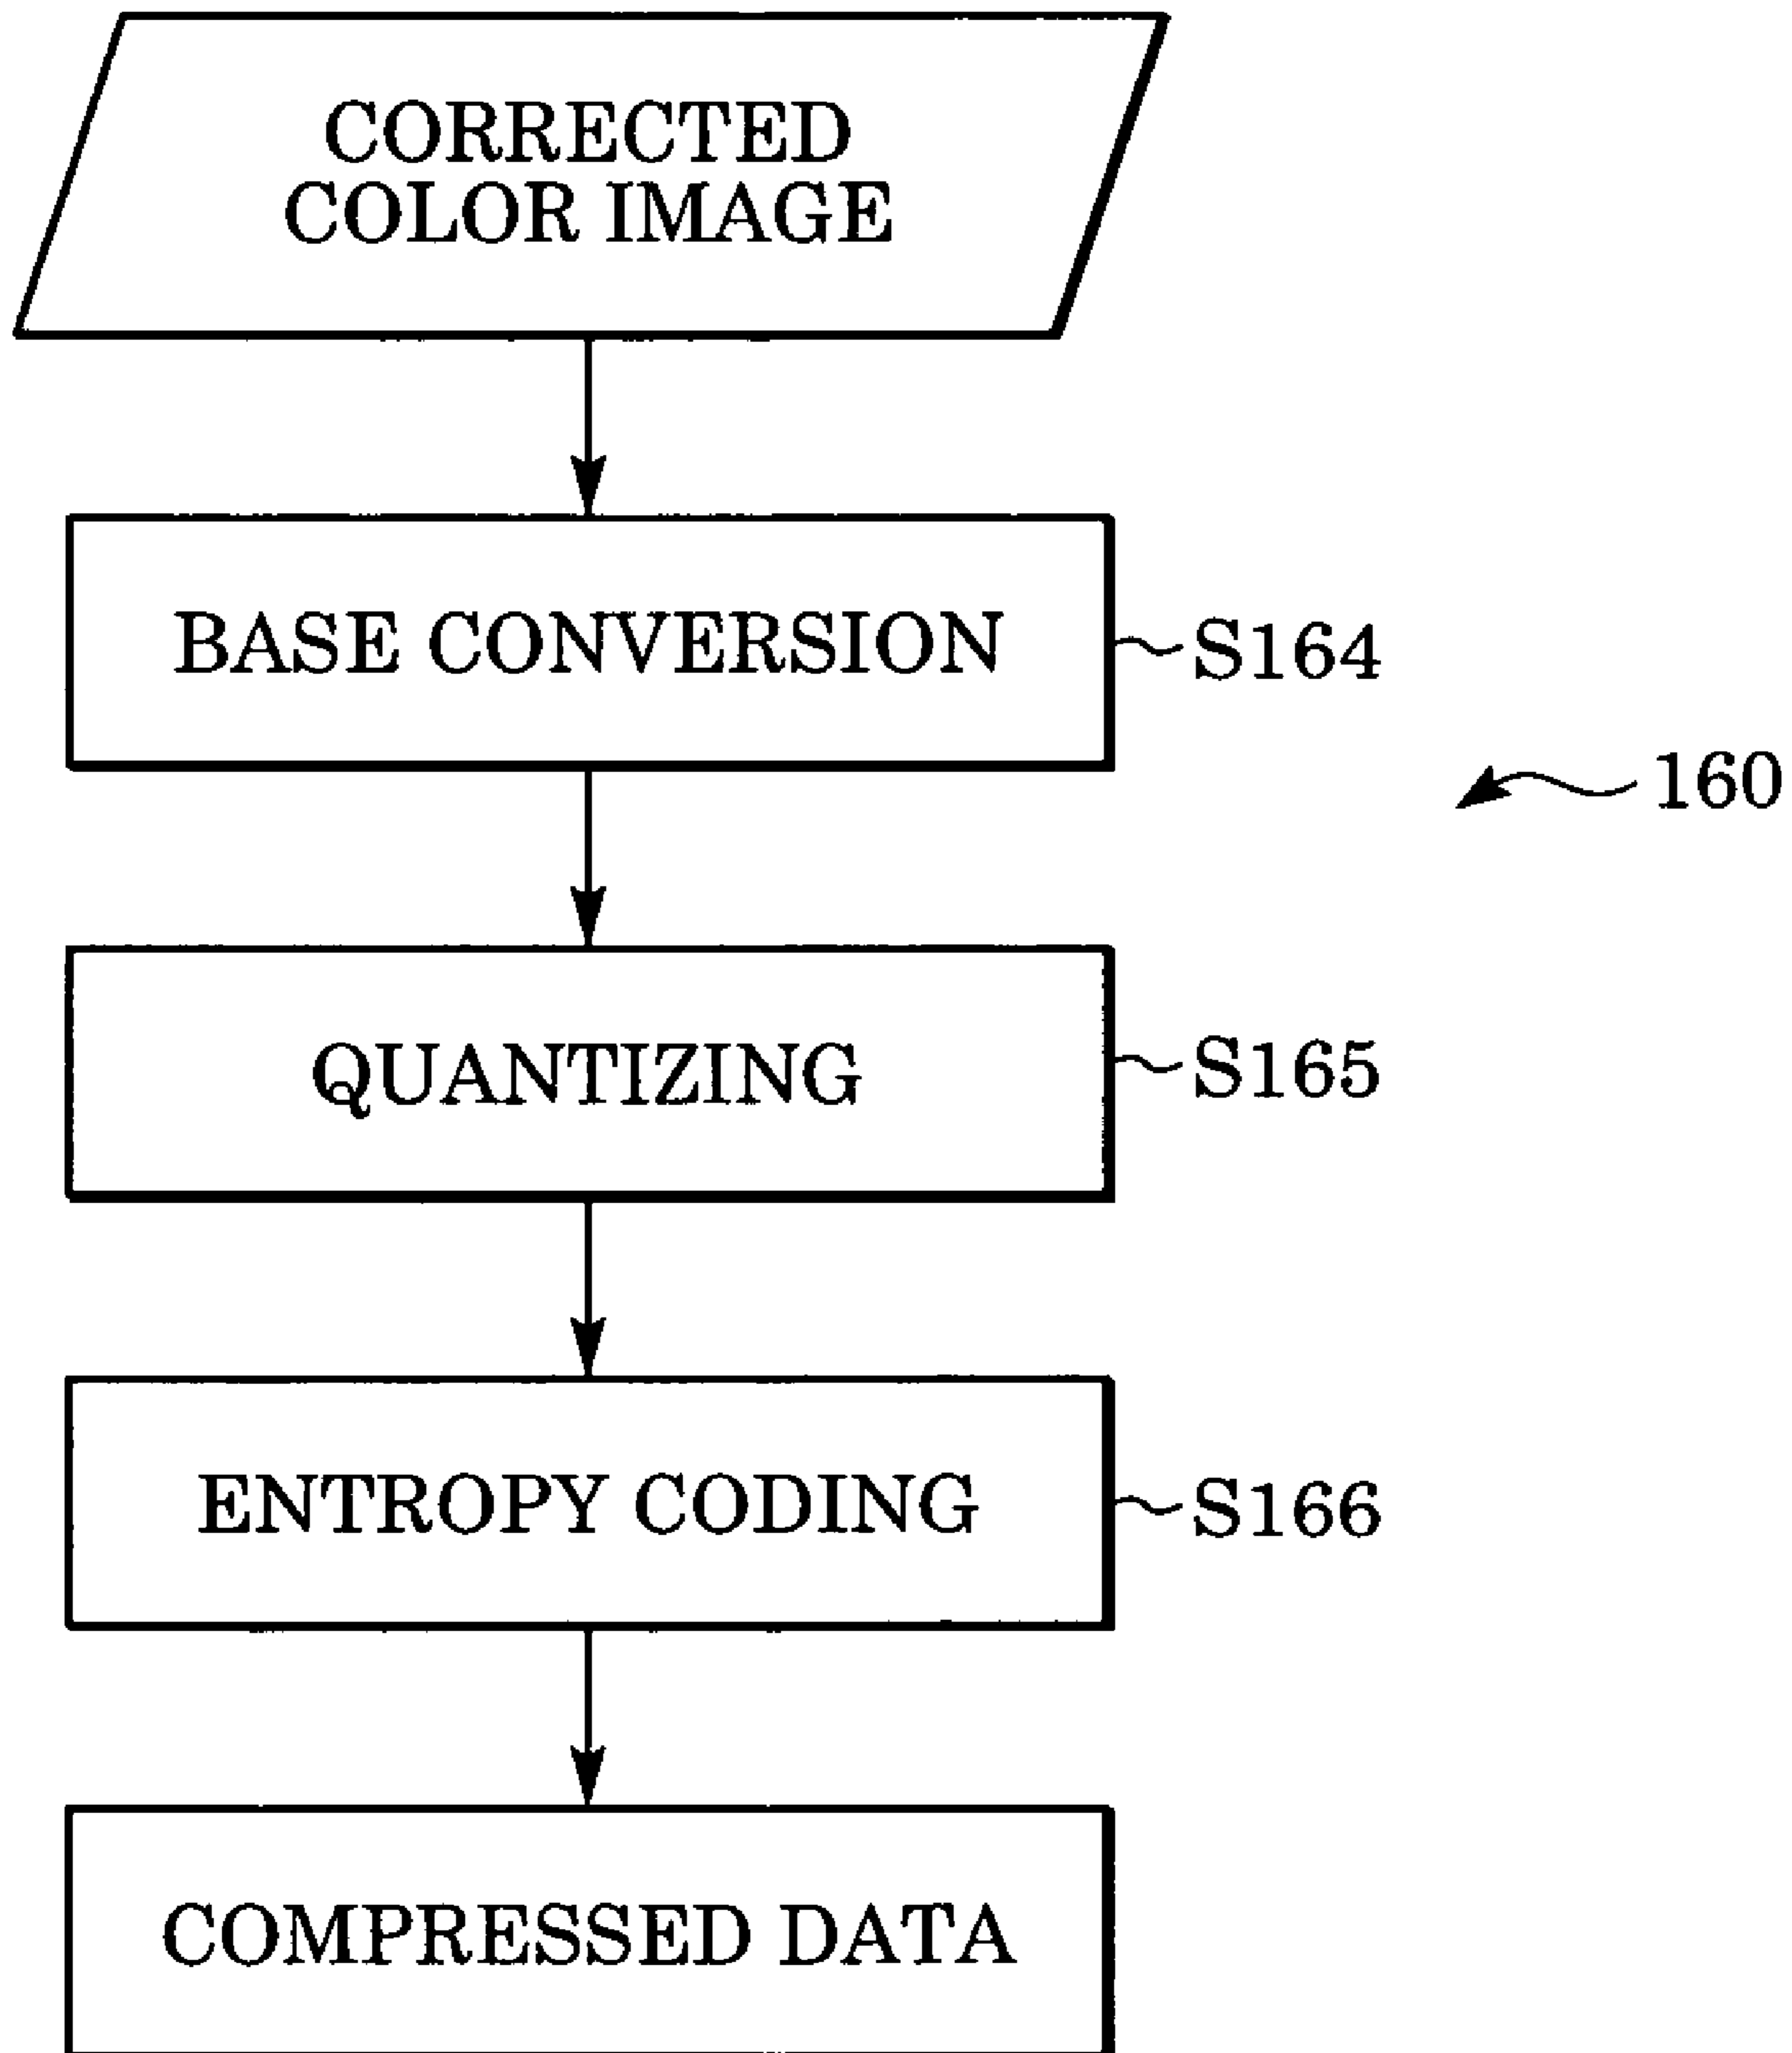 CORRECTED
COLOR IMAGE
BASE CONVERSION
S164
160
QUANTIZING
S165
ENTROPY CODING
S166
COMPRESSED DATA